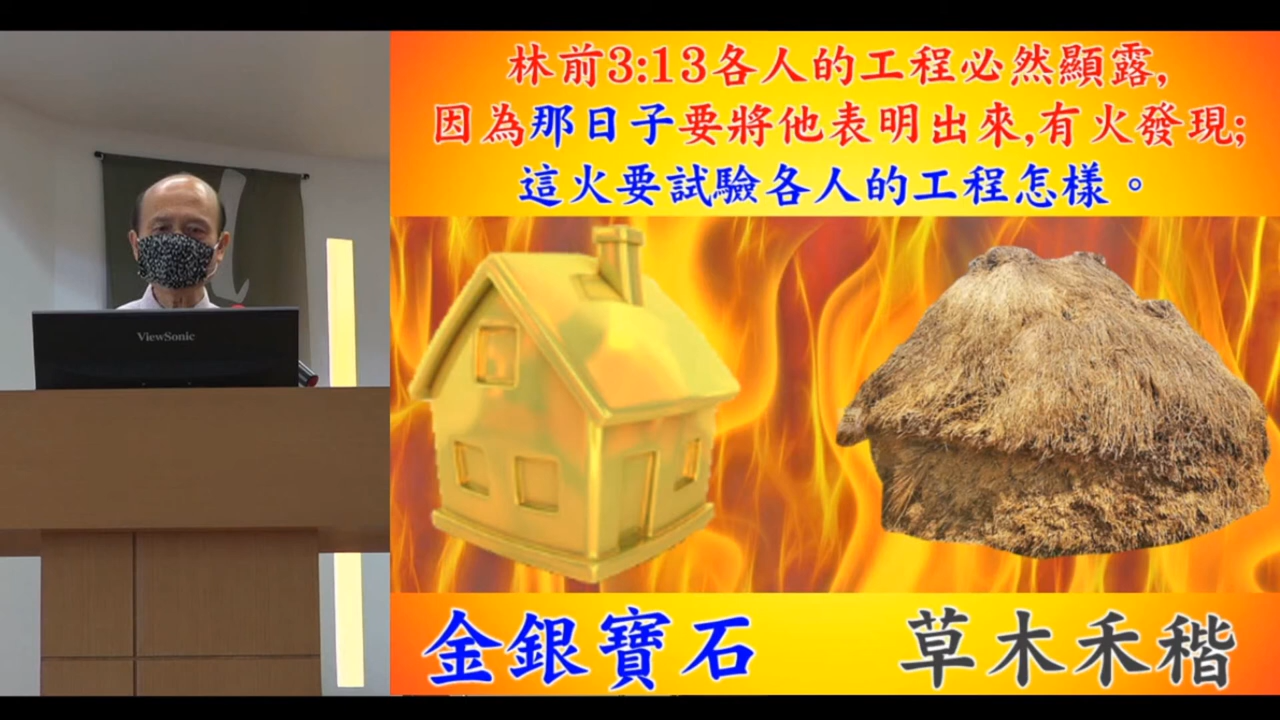 林前3:13各人的工程必然顯露,
因為那日子要將他表明出來,有火發現;
這火要試驗各人的工程怎樣。
ViewSonic
金銀寶石
草木禾稭